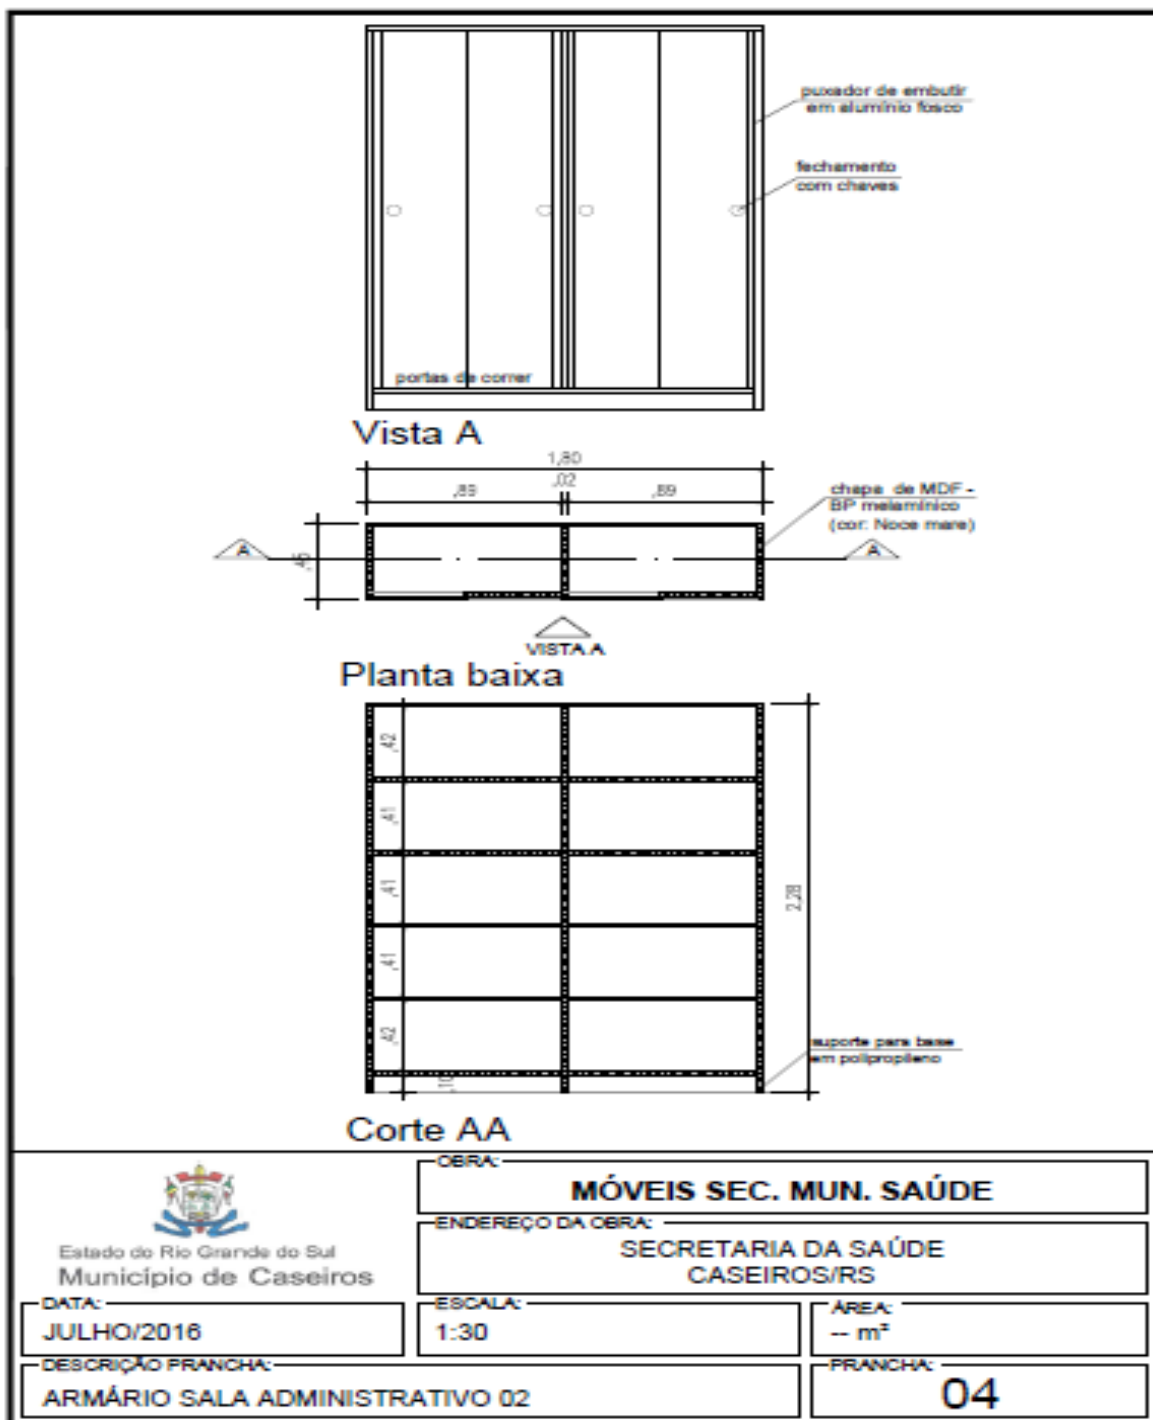 puxador de embutir
em alumínio fosco
fechamento
com chaves
portas de correr
Vista A
1,80
,02
,89
,89
chapa de MDF -
BP melamínico
(cor: Noce mare)
A
A
,45
VISTA A
Planta baixa
,42
,41
,41
,41
,42
,10
2,28
suporte para base
em polipropileno
Corte AA
Estado do Rio Grande do Sul
Município de Caseiros
OBRA:
MÓVEIS SEC. MUN. SAÚDE
ENDEREÇO DA OBRA:
SECRETARIA DA SAÚDE
CASEIROS/RS
DATA:
JULHO/2016
ESCALA:
1:30
ÁREA:
-- m²
DESCRIÇÃO PRANCHA:
ARMÁRIO SALA ADMINISTRATIVO 02
PRANCHA:
04